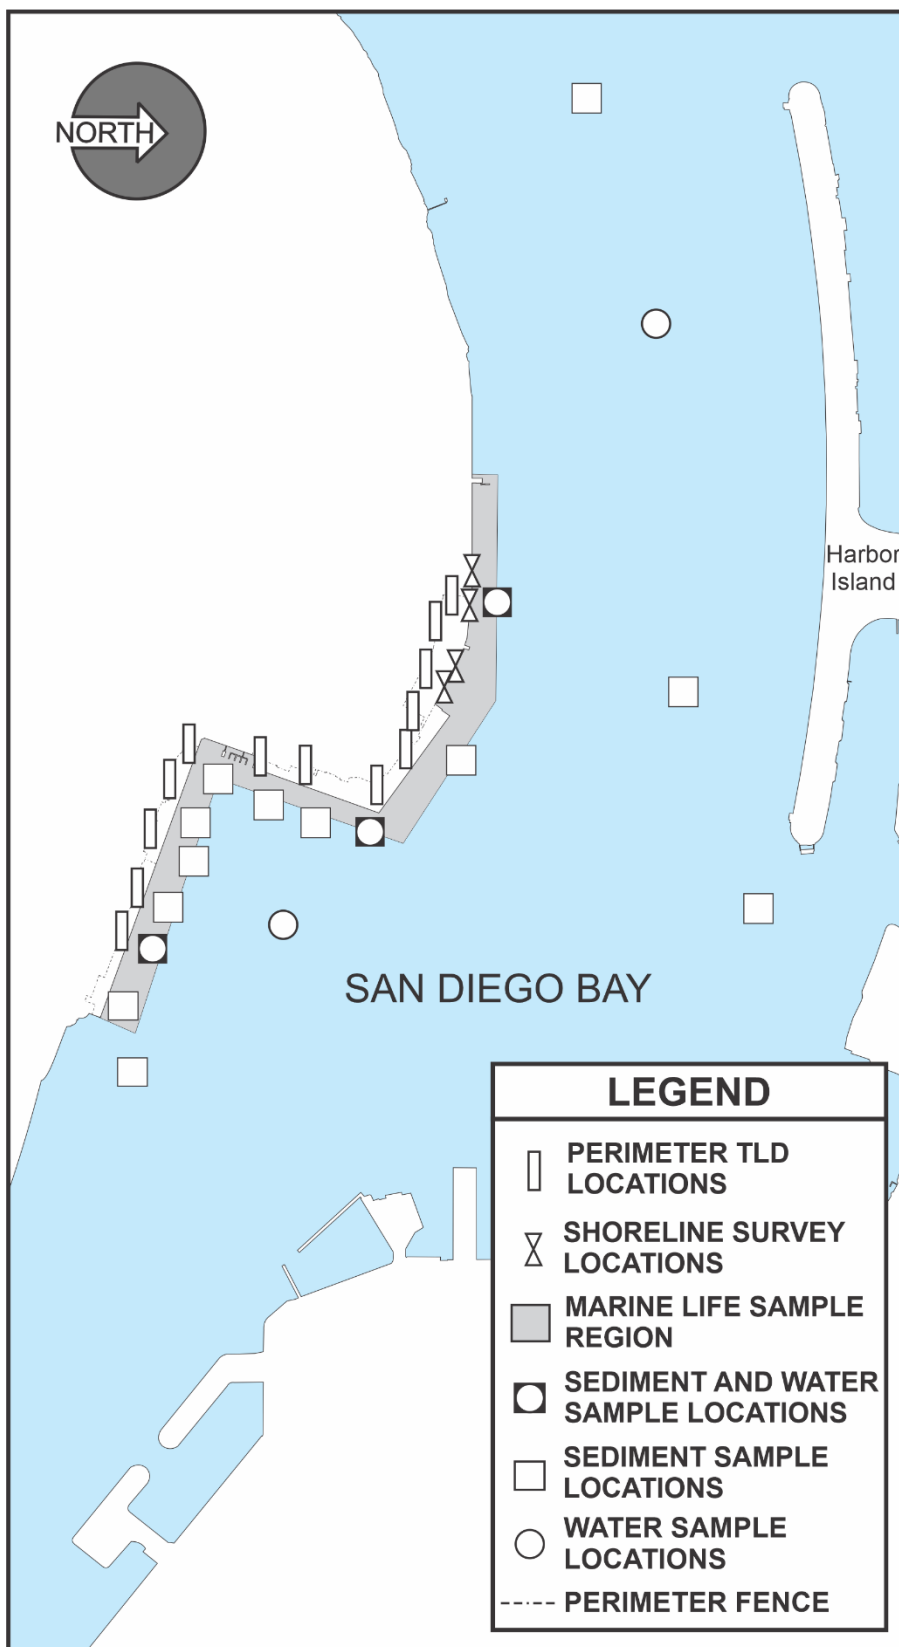 NORTH
Harbor
Island
SAN DIEGO BAY
LEGEND
PERIMETER TLD
LOCATIONS
SHORELINE SURVEY
LOCATIONS
MARINE LIFE SAMPLE
REGION
SEDIMENT AND WATER
SAMPLE LOCATIONS
SEDIMENT SAMPLE
LOCATIONS
WATER SAMPLE
LOCATIONS
PERIMETER FENCE